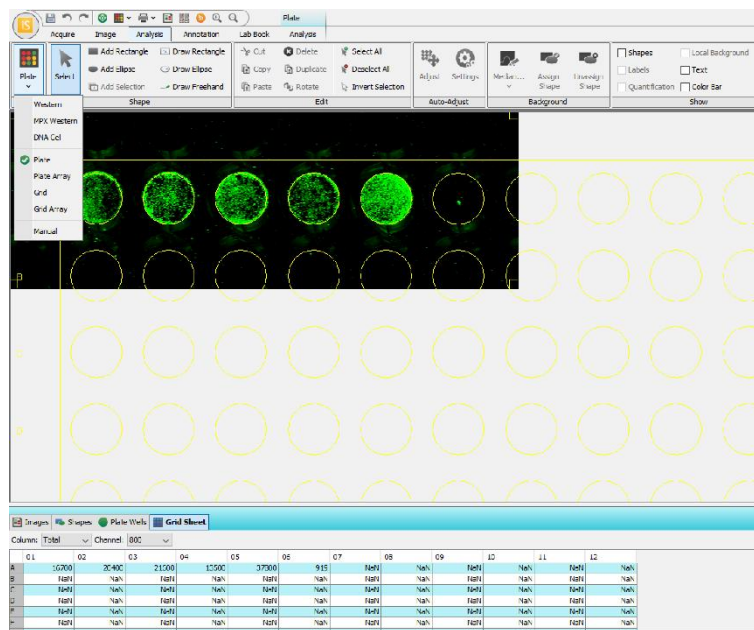 iS
Plate
Acquire Image Analysis Annotation Lab Book Analysis
Plate Select Add Rectangle Draw Rectangle Cut Delete Select All Adjust Settings Median... Assign Shape Unassign Shape Shapes Local Background
Add Ellipse Draw Ellipse Copy Duplicate Deselect All Labels Text
Add Selection Draw Freehand Paste Rotate Invert Selection Quantification Color Bar
Shape Edit Auto-Adjust Background Show
Western
MPX Western
DNA Gel
Plate
Plate Array
Grid
Grid Array
Manual
Images Shapes Plate Wells Grid Sheet
Column: Total Channel: 800
01 02 03 04 05 06 07 08 09 10 11 12
A 16700 20400 21500 13500 37300 919 NaN NaN NaN NaN NaN NaN
B NaN NaN NaN NaN NaN NaN NaN NaN NaN NaN NaN NaN
C NaN NaN NaN NaN NaN NaN NaN NaN NaN NaN NaN NaN
D NaN NaN NaN NaN NaN NaN NaN NaN NaN NaN NaN NaN
NaN NaN NaN NaN NaN NaN NaN NaN NaN NaN NaN NaN
NaN NaN NaN NaN NaN NaN NaN NaN NaN NaN NaN NaN